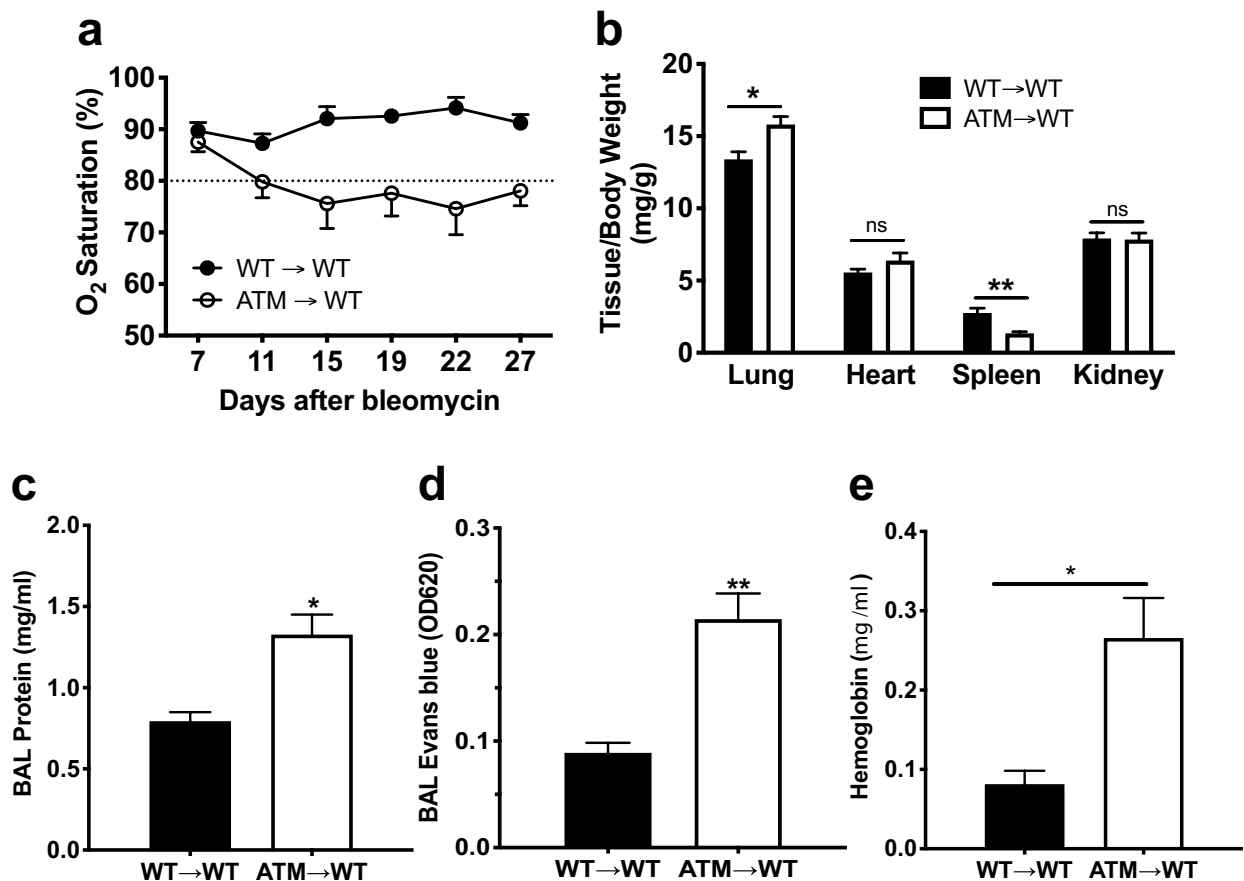 a
O2 Saturation (%)
100
90
80
70
60
50
WT → WT
ATM → WT
7 11 15 19 22 27
Days after bleomycin
b
Tissue/Body Weight
(mg/g)
20
15
10
5
0
WT→WT
ATM→WT
*
ns
**
ns
Lung Heart Spleen Kidney
c
BAL Protein (mg/ml)
2.0
1.5
1.0
0.5
0.0
*
WT→WT ATM→WT
d
BAL Evans blue (OD620)
0.3
0.2
0.1
0.0
**
WT→WT ATM→WT
e
Hemoglobin (mg /ml )
0.4
0.3
0.2
0.1
0.0
*
WT→WT ATM→WT